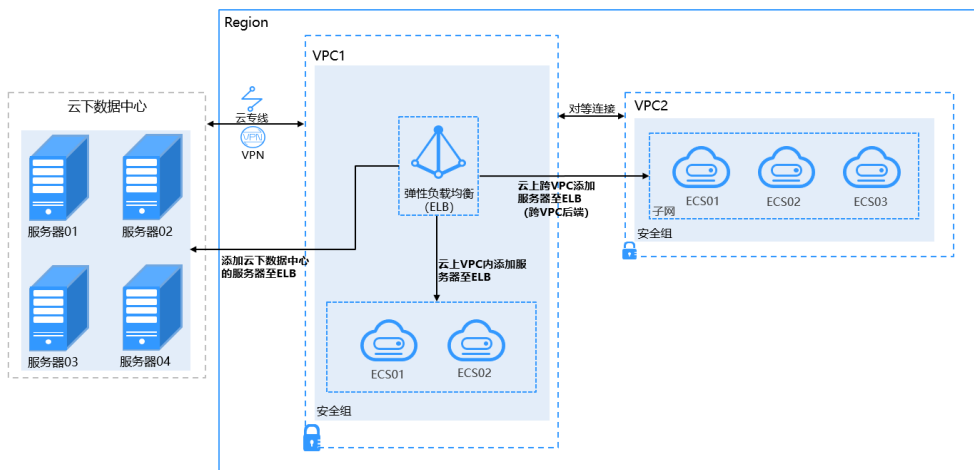 Region
云下数据中心
服务器01
服务器02
服务器03
服务器04
云专线
VPN
VPN
添加云下数据中心
的服务器至ELB
VPC1
弹性负载均衡
(ELB)
云上VPC内添加服
务器至ELB
ECS01
ECS02
安全组
对等连接
云上跨VPC添加
服务器至ELB
(跨VPC后端)
VPC2
ECS01
ECS02
ECS03
子网
安全组